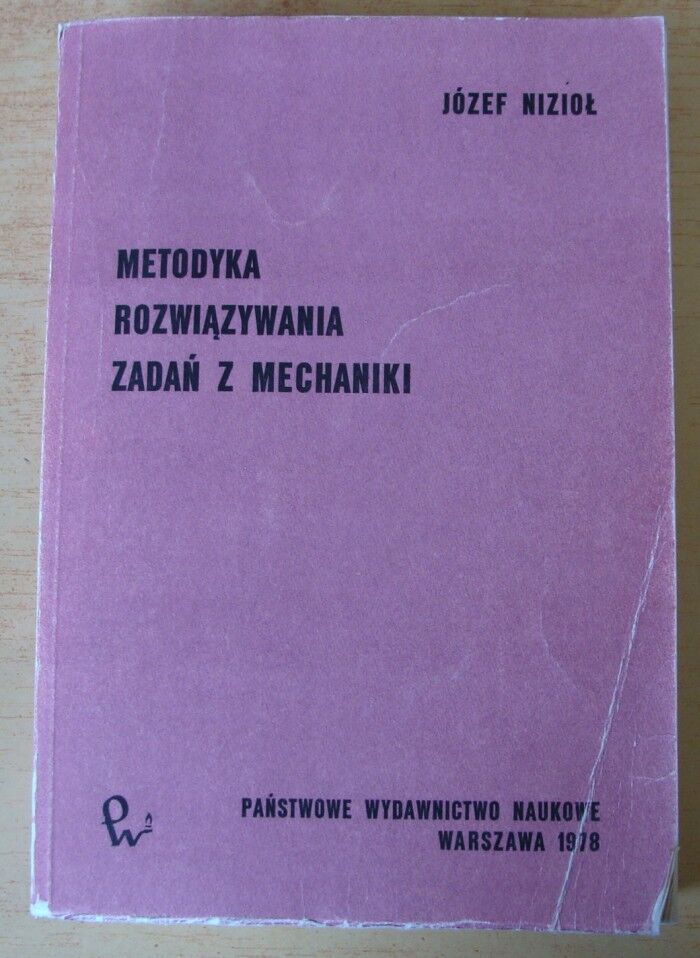 JÓZEF NIZIOŁ
METODYKA
ROZWIĄZYWANIA
ZADAŃ Z MECHANIKI
PAŃSTWOWE WYDAWNICTWO NAUKOWE
WARSZAWA 1978